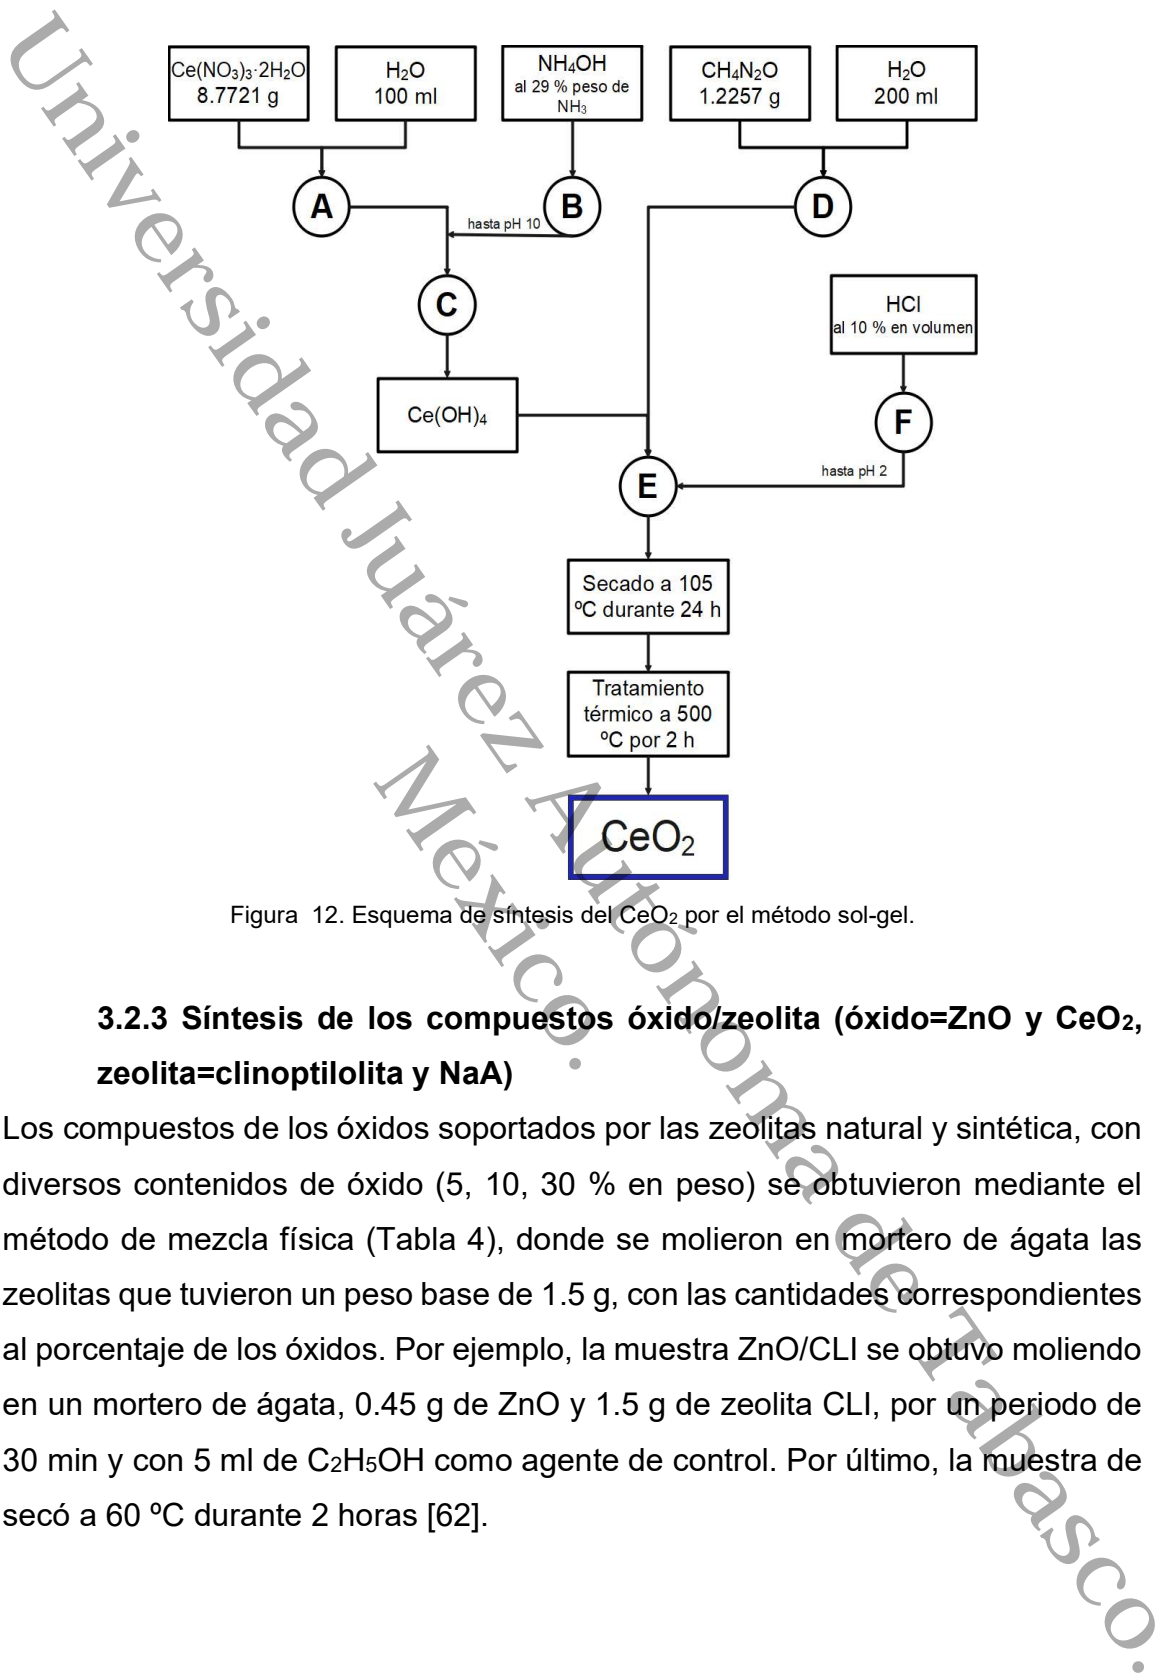 Ce(NO₃)₃·2H₂O
8.7721 g
H₂O
100 ml
NH₄OH
al 29 % peso de
NH₃
CH₄N₂O
1.2257 g
H₂O
200 ml
A
B
D
hasta pH 10
C
HCl
al 10 % en volumen
Ce(OH)₄
F
hasta pH 2
E
Secado a 105
ºC durante 24 h
Tratamiento
térmico a 500
ºC por 2 h
CeO₂
Figura 12. Esquema de síntesis del CeO₂ por el método sol-gel.
3.2.3 Síntesis de los compuestos óxido/zeolita (óxido=ZnO y CeO₂,
zeolita=clinoptilolita y NaA)
Los compuestos de los óxidos soportados por las zeolitas natural y sintética, con
diversos contenidos de óxido (5, 10, 30 % en peso) se obtuvieron mediante el
método de mezcla física (Tabla 4), donde se molieron en mortero de ágata las
zeolitas que tuvieron un peso base de 1.5 g, con las cantidades correspondientes
al porcentaje de los óxidos. Por ejemplo, la muestra ZnO/CLI se obtuvo moliendo
en un mortero de ágata, 0.45 g de ZnO y 1.5 g de zeolita CLI, por un periodo de
30 min y con 5 ml de C₂H₅OH como agente de control. Por último, la muestra de
secó a 60 ºC durante 2 horas [62].
Universidad Juárez Autónoma de Tabasco.
México.